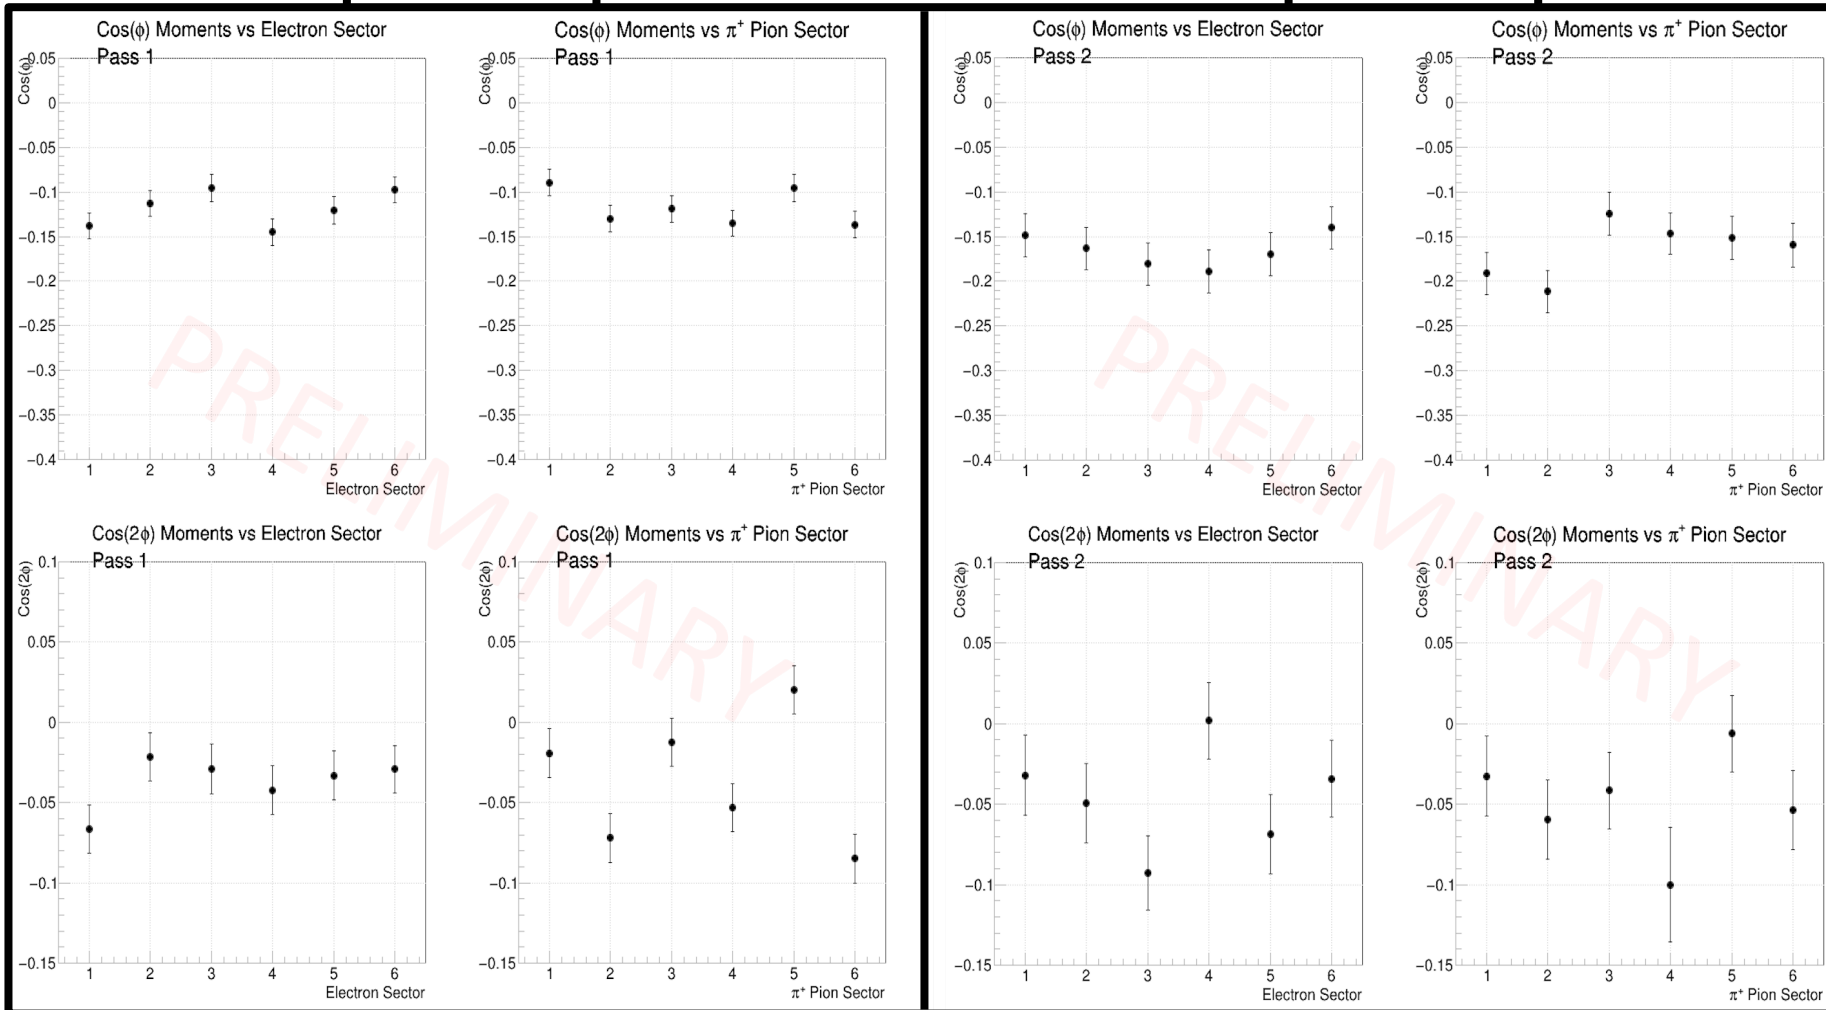 Cos(ϕ) Moments vs Electron Sector
Pass 1
Cos(ϕ)
0.05
0
−0.05
−0.1
−0.15
−0.2
−0.25
−0.3
−0.35
−0.4
1 2 3 4 5 6
Electron Sector
Cos(ϕ) Moments vs π+ Pion Sector
Pass 1
Cos(ϕ)
0.05
0
−0.05
−0.1
−0.15
−0.2
−0.25
−0.3
−0.35
−0.4
1 2 3 4 5 6
π+ Pion Sector
Cos(2ϕ) Moments vs Electron Sector
Pass 1
Cos(2ϕ)
0.1
0.05
0
−0.05
−0.1
−0.15
1 2 3 4 5 6
Electron Sector
Cos(2ϕ) Moments vs π+ Pion Sector
Pass 1
Cos(2ϕ)
0.1
0.05
0
−0.05
−0.1
−0.15
1 2 3 4 5 6
π+ Pion Sector
PRELIMINARY
Cos(ϕ) Moments vs Electron Sector
Pass 2
Cos(ϕ)
0.05
0
−0.05
−0.1
−0.15
−0.2
−0.25
−0.3
−0.35
−0.4
1 2 3 4 5 6
Electron Sector
Cos(ϕ) Moments vs π+ Pion Sector
Pass 2
Cos(ϕ)
0.05
0
−0.05
−0.1
−0.15
−0.2
−0.25
−0.3
−0.35
−0.4
1 2 3 4 5 6
π+ Pion Sector
Cos(2ϕ) Moments vs Electron Sector
Pass 2
Cos(2ϕ)
0.1
0.05
0
−0.05
−0.1
−0.15
1 2 3 4 5 6
Electron Sector
Cos(2ϕ) Moments vs π+ Pion Sector
Pass 2
Cos(2ϕ)
0.1
0.05
0
−0.05
−0.1
−0.15
1 2 3 4 5 6
π+ Pion Sector
PRELIMINARY